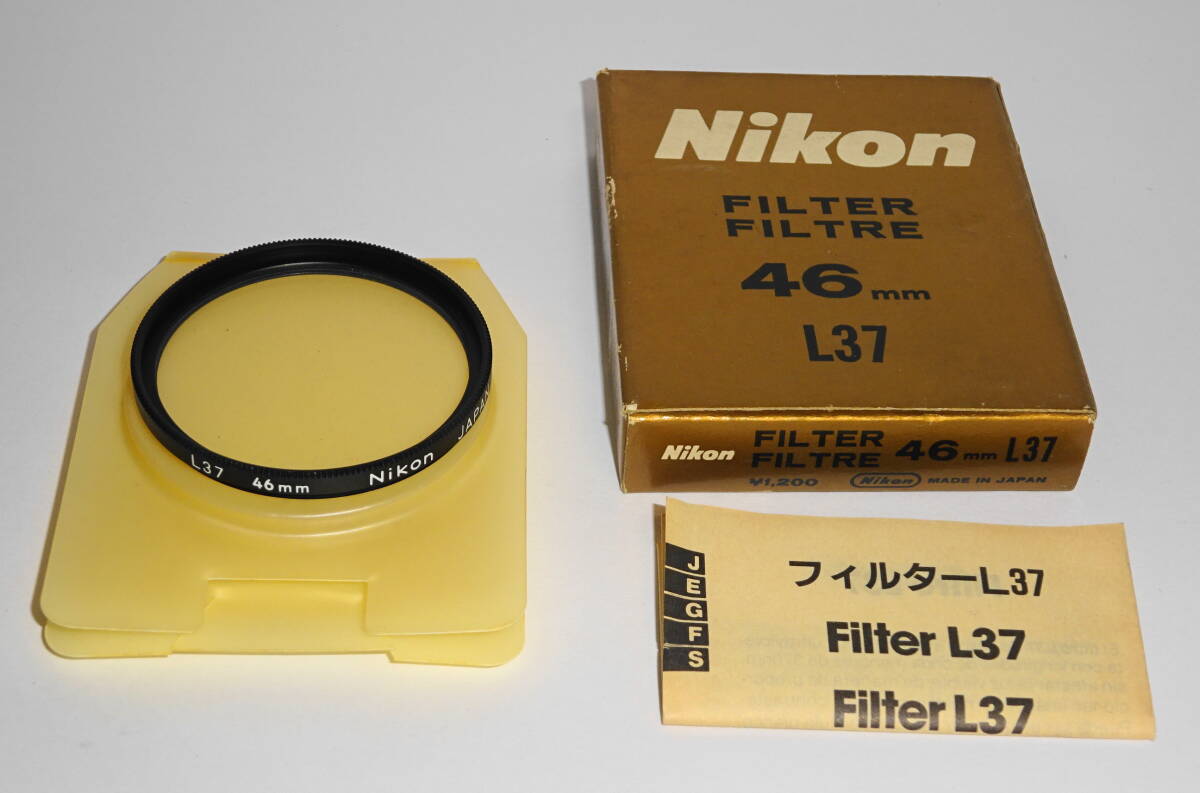 L37 46mm Nikon JAPAN
Nikon
FILTER
FILTRE
46mm
L37
Nikon FILTER FILTRE 46mm L37
¥1,200 Nikon MADE IN JAPAN
J
E
G
F
S
フィルターL37
Filter L37
Filter L37